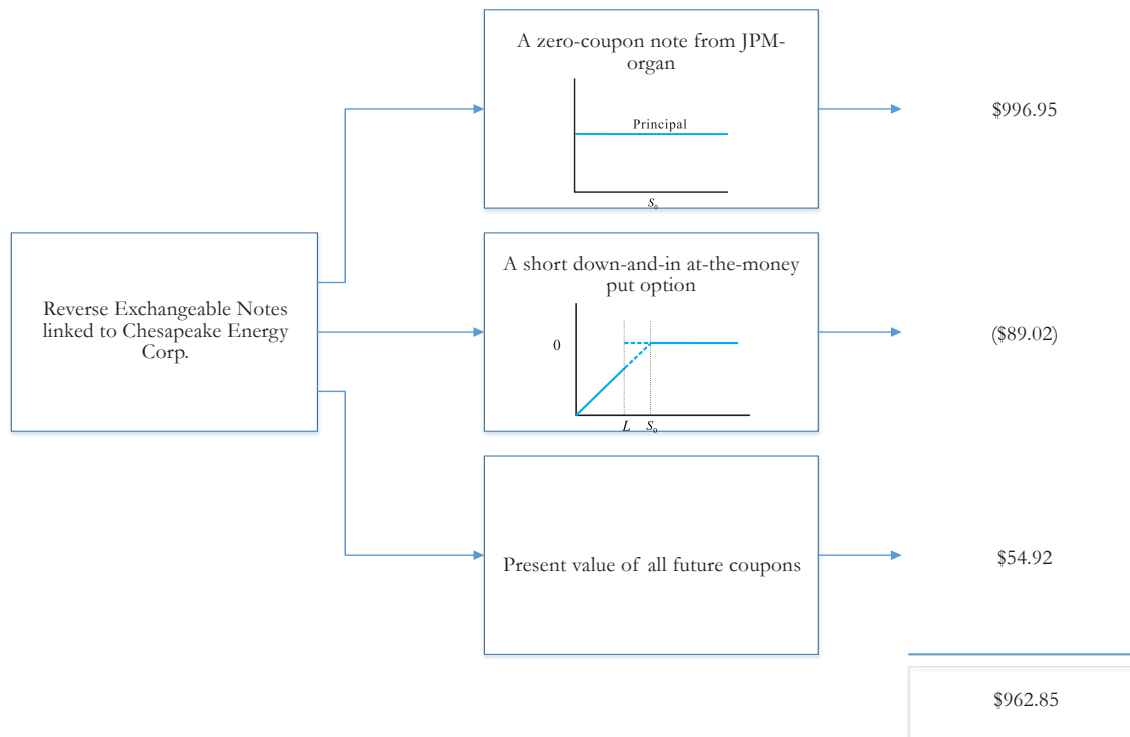 A zero-coupon note from JPM-
organ
Principal
S₀
$996.95
Reverse Exchangeable Notes
linked to Chesapeake Energy
Corp.
A short down-and-in at-the-money
put option
0
L S₀
($89.02)
Present value of all future coupons
$54.92
$962.85